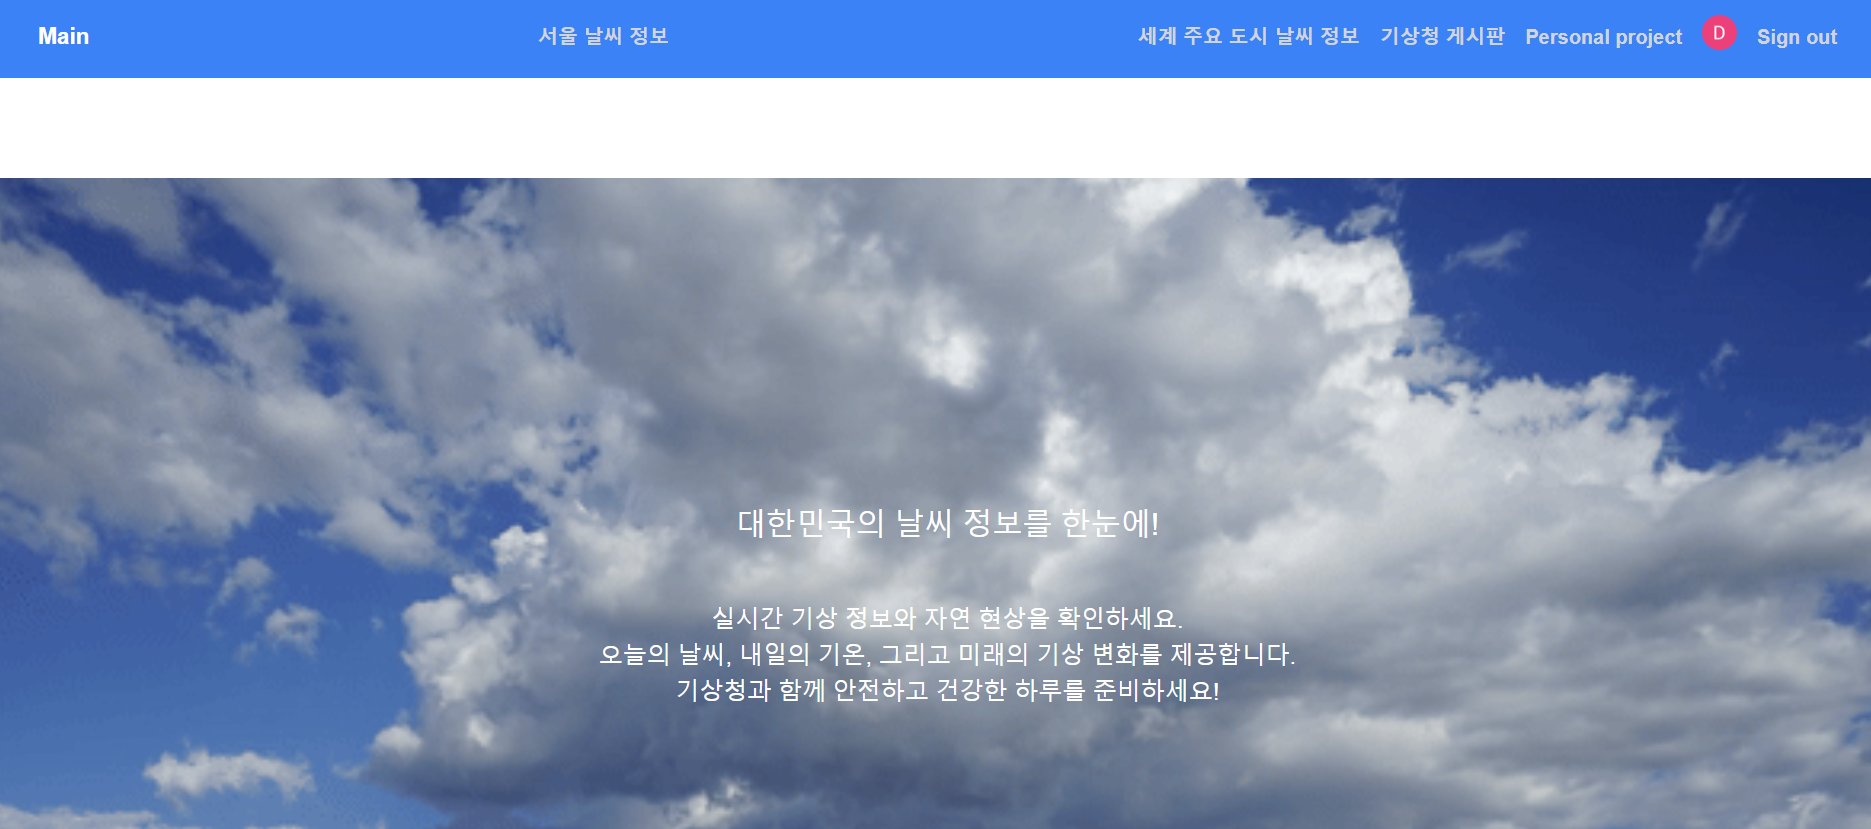 Main
서울 날씨 정보
세계 주요 도시 날씨 정보
기상청 게시판
Personal project
D
Sign out
대한민국의 날씨 정보를 한눈에!
실시간 기상 정보와 자연 현상을 확인하세요.
오늘의 날씨, 내일의 기온, 그리고 미래의 기상 변화를 제공합니다.
기상청과 함께 안전하고 건강한 하루를 준비하세요!